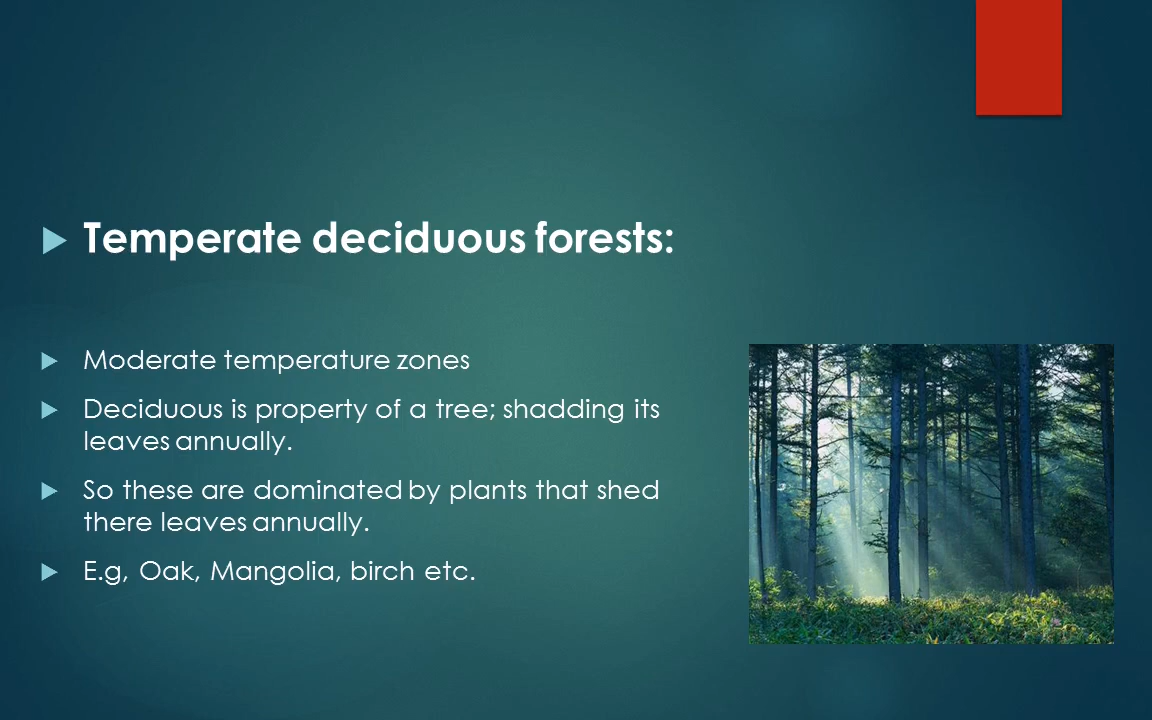 Temperate deciduous forests:
Moderate temperature zones
Deciduous is property of a tree; shadding its
leaves annually.
So these are dominated by plants that shed
there leaves annually.
E.g, Oak, Mangolia, birch etc.